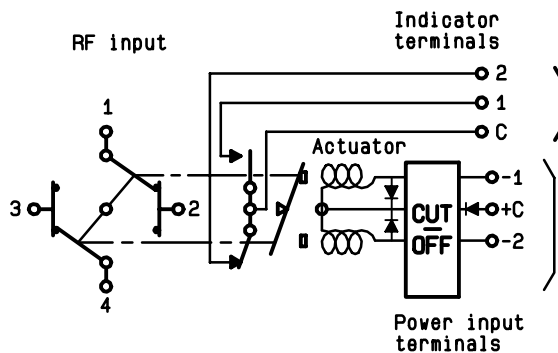 Indicator
terminals
RF input
2
1
C
1
Actuator
-1
3
2
CUT
OFF
+C
-2
4
Power input
terminals